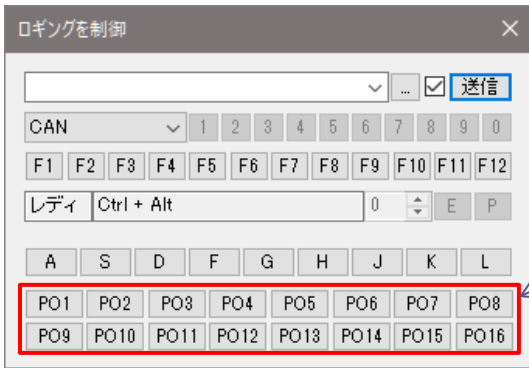 ロギングを制御
... 送信
CAN 1 2 3 4 5 6 7 8 9 0
F1 F2 F3 F4 F5 F6 F7 F8 F9 F10 F11 F12
レディ Ctrl + Alt 0 E P
A S D F G H J K L
PO1 PO2 PO3 PO4 PO5 PO6 PO7 PO8
PO9 PO10 PO11 PO12 PO13 PO14 PO15 PO16